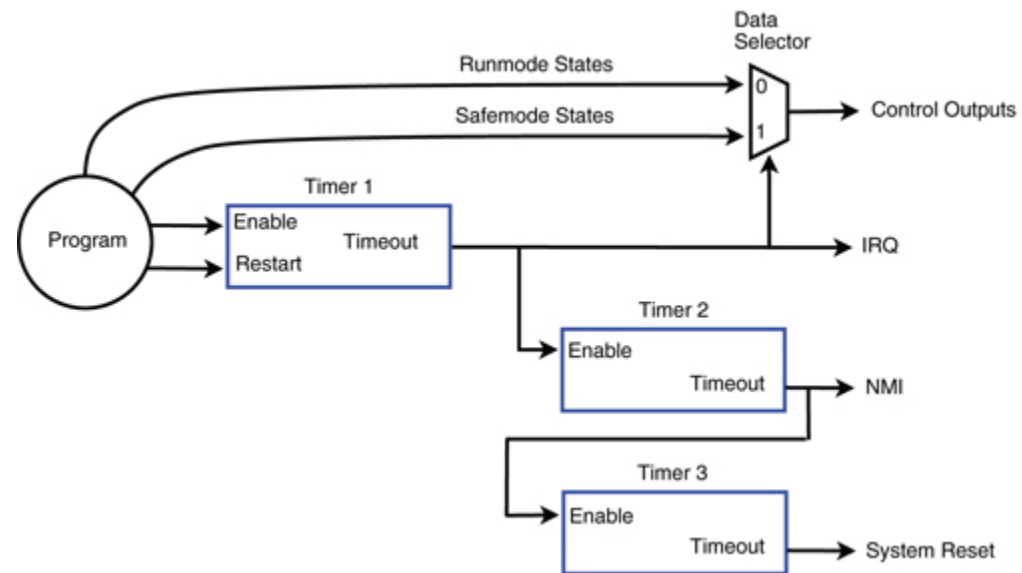 Data
Selector
Runmode States
0
Control Outputs
Safemode States
1
Timer 1
Program
Enable
Timeout
Restart
IRQ
Timer 2
Enable
Timeout
NMI
Timer 3
Enable
Timeout
System Reset